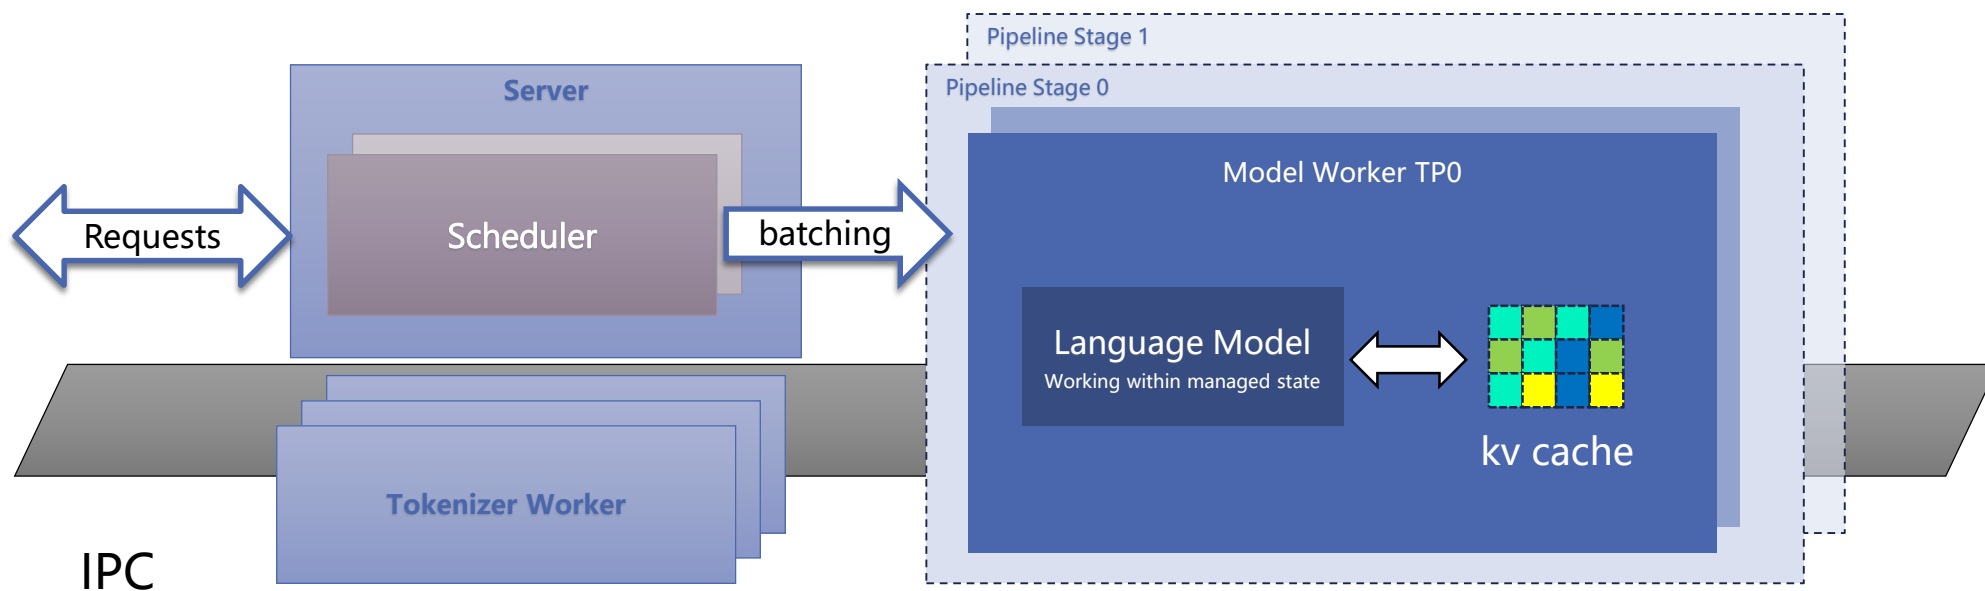 Pipeline Stage 1
Pipeline Stage 0
Server
Model Worker TP0
Requests
Scheduler
batching
Language Model
Working within managed state
kv cache
Tokenizer Worker
IPC